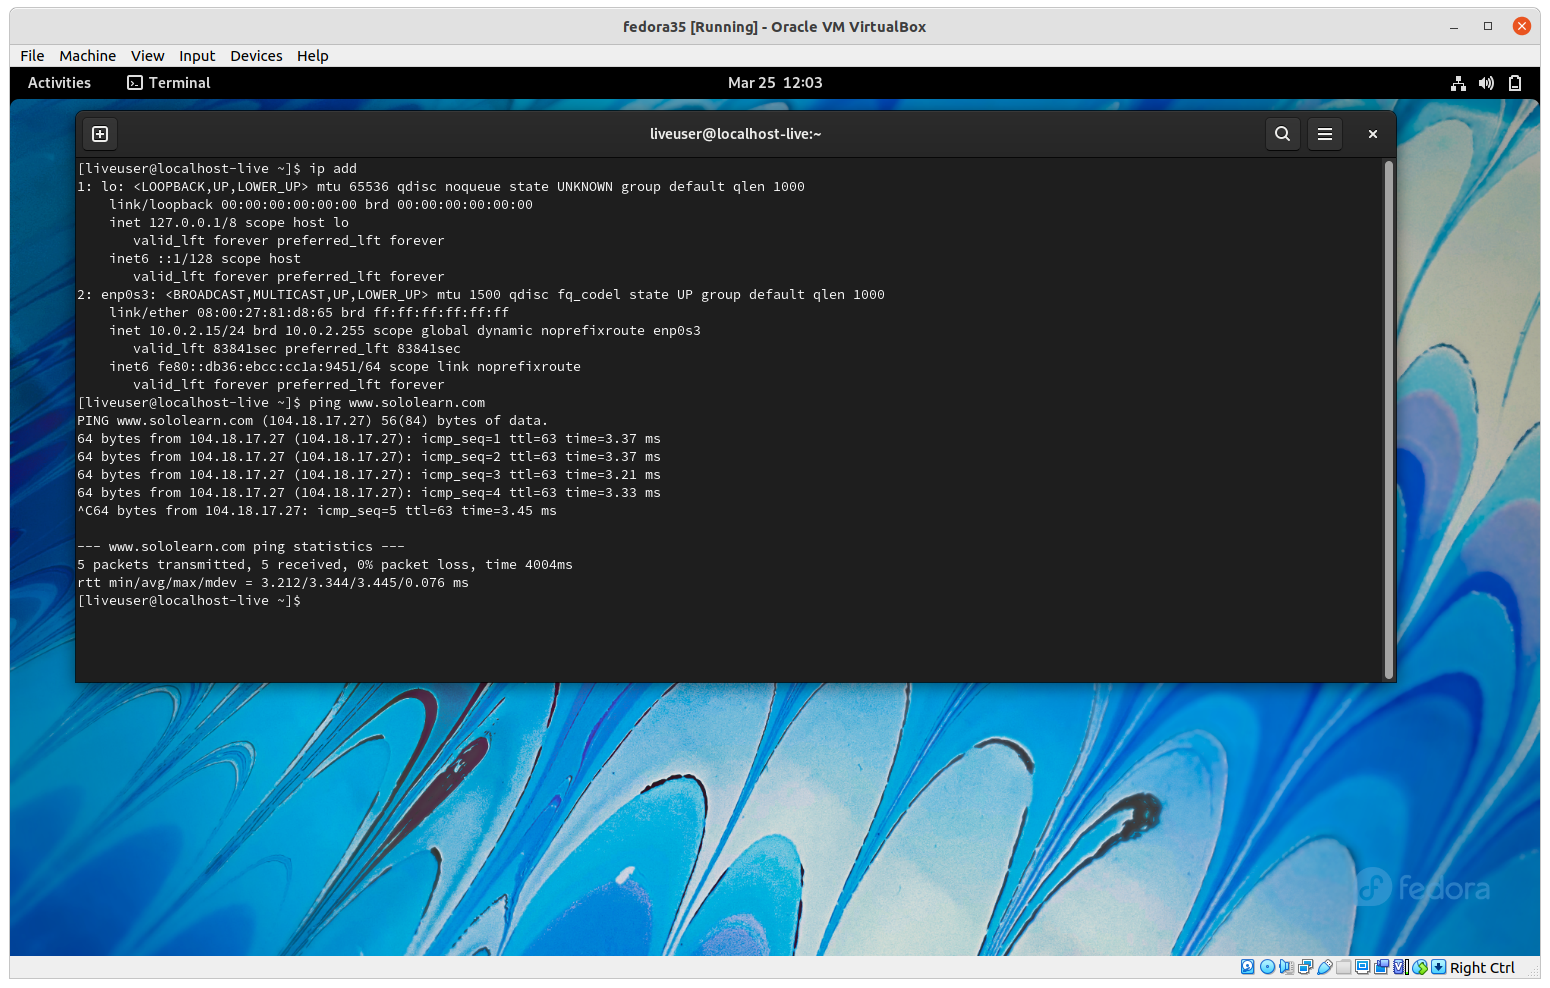 fedora35 [Running] - Oracle VM VirtualBox
File Machine View Input Devices Help
Activities Terminal Mar 25 12:03
liveuser@localhost-live:~
[liveuser@localhost-live ~]$ ip add
1: lo: <LOOPBACK,UP,LOWER_UP> mtu 65536 qdisc noqueue state UNKNOWN group default qlen 1000
    link/loopback 00:00:00:00:00:00 brd 00:00:00:00:00:00
    inet 127.0.0.1/8 scope host lo
       valid_lft forever preferred_lft forever
    inet6 ::1/128 scope host
       valid_lft forever preferred_lft forever
2: enp0s3: <BROADCAST,MULTICAST,UP,LOWER_UP> mtu 1500 qdisc fq_codel state UP group default qlen 1000
    link/ether 08:00:27:81:d8:65 brd ff:ff:ff:ff:ff:ff
    inet 10.0.2.15/24 brd 10.0.2.255 scope global dynamic noprefixroute enp0s3
       valid_lft 83841sec preferred_lft 83841sec
    inet6 fe80::db36:ebcc:cc1a:9451/64 scope link noprefixroute
       valid_lft forever preferred_lft forever
[liveuser@localhost-live ~]$ ping www.sololearn.com
PING www.sololearn.com (104.18.17.27) 56(84) bytes of data.
64 bytes from 104.18.17.27 (104.18.17.27): icmp_seq=1 ttl=63 time=3.37 ms
64 bytes from 104.18.17.27 (104.18.17.27): icmp_seq=2 ttl=63 time=3.37 ms
64 bytes from 104.18.17.27 (104.18.17.27): icmp_seq=3 ttl=63 time=3.21 ms
64 bytes from 104.18.17.27 (104.18.17.27): icmp_seq=4 ttl=63 time=3.33 ms
^C64 bytes from 104.18.17.27: icmp_seq=5 ttl=63 time=3.45 ms

--- www.sololearn.com ping statistics ---
5 packets transmitted, 5 received, 0% packet loss, time 4004ms
rtt min/avg/max/mdev = 3.212/3.344/3.445/0.076 ms
[liveuser@localhost-live ~]$
fedora
Right Ctrl